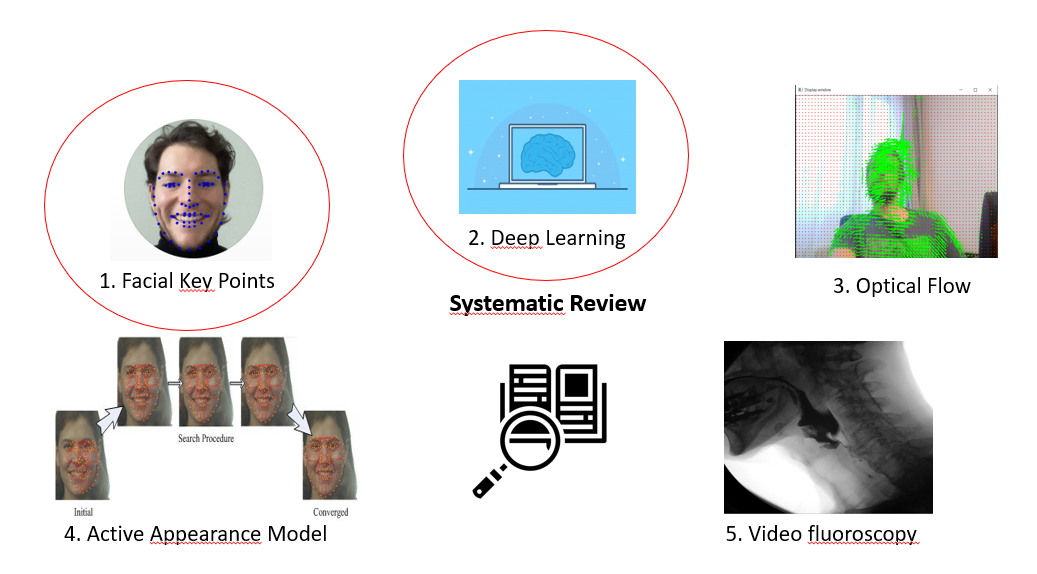 Display window
2. Deep Learning
1. Facial Key Points
3. Optical Flow
Systematic Review
Search Procedure
Initial
Converged
4. Active Appearance Model
5. Video fluoroscopy